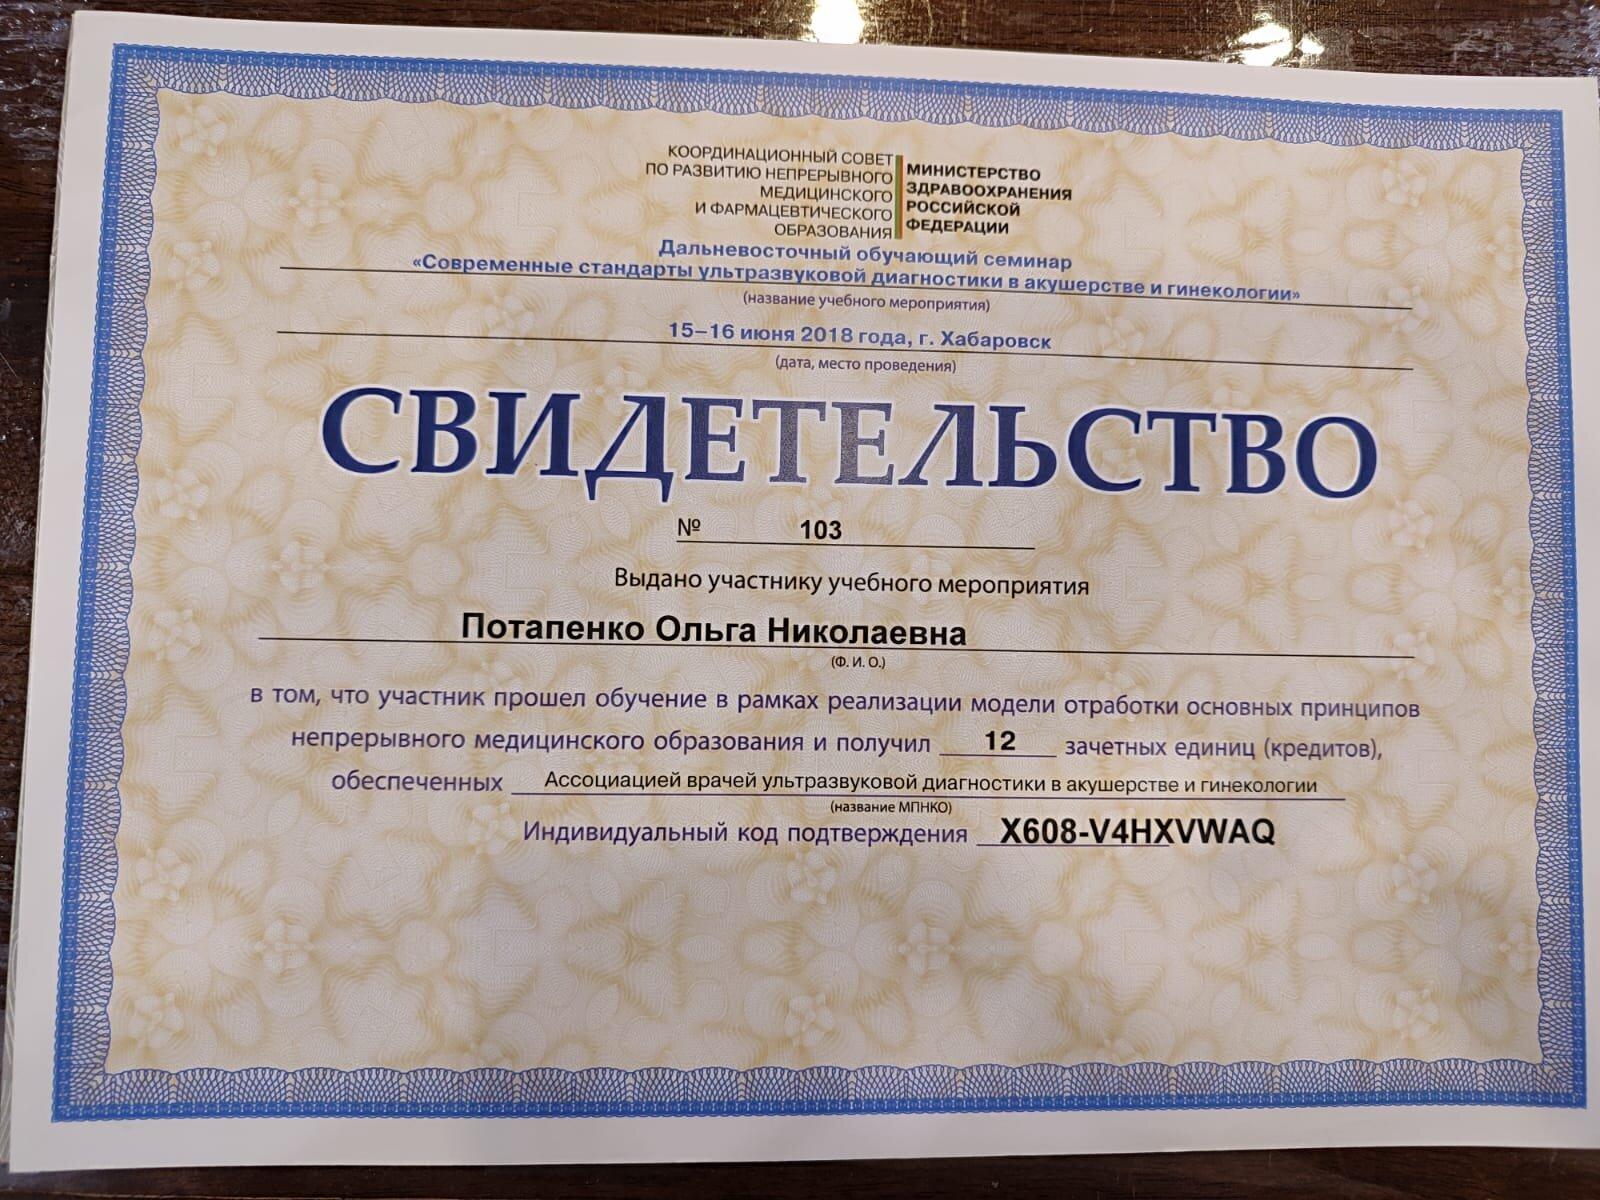 КООРДИНАЦИОННЫЙ СОВЕТ
ПО РАЗВИТИЮ НЕПРЕРЫВНОГО
МЕДИЦИНСКОГО
И ФАРМАЦЕВТИЧЕСКОГО
ОБРАЗОВАНИЯ
МИНИСТЕРСТВО
ЗДРАВООХРАНЕНИЯ
РОССИЙСКОЙ
ФЕДЕРАЦИИ
Дальневосточный обучающий семинар
«Современные стандарты ультразвуковой диагностики в акушерстве и гинекологии»
(название учебного мероприятия)
15–16 июня 2018 года, г. Хабаровск
(дата, место проведения)
СВИДЕТЕЛЬСТВО
№ 103
Выдано участнику учебного мероприятия
Потапенко Ольга Николаевна
(Ф. И. О.)
в том, что участник прошел обучение в рамках реализации модели отработки основных принципов
непрерывного медицинского образования и получил 12 зачетных единиц (кредитов),
обеспеченных Ассоциацией врачей ультразвуковой диагностики в акушерстве и гинекологии
(название МПНКО)
Индивидуальный код подтверждения X608-V4HXVWAQ